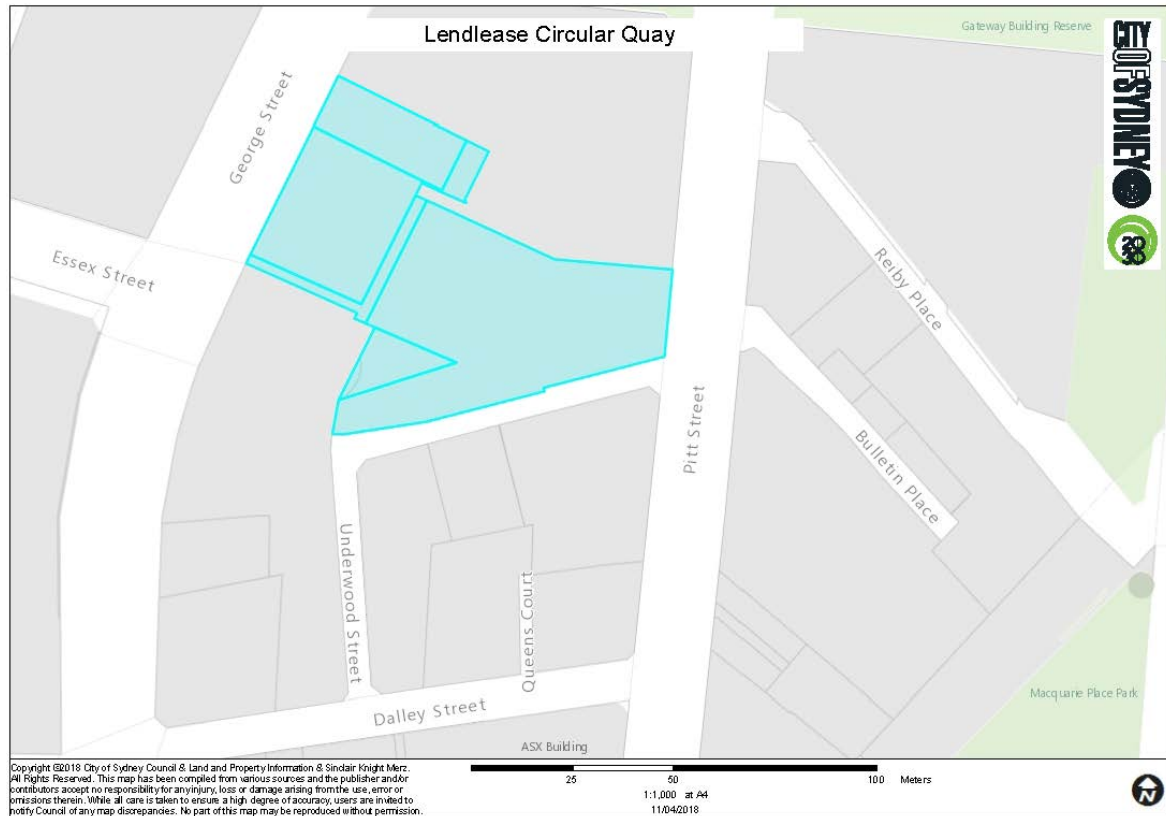 Lendlease Circular Quay
Gateway Building Reserve
CITY OF SYDNEY
2030
George Street
Essex Street
Reiby Place
Pitt Street
Bulletin Place
Underwood Street
Queens Court
Dalley Street
Macquarie Place Park
ASX Building
Copyright ©2018 City of Sydney Council & Land and Property Information & Sinclair Knight Merz.
All Rights Reserved. This map has been compiled from various sources and the publisher and/or
contributors accept no responsibility for any injury, loss or damage arising from the use, error or
omissions therein. While all care is taken to ensure a high degree of accuracy, users are invited to
notify Council of any map discrepancies. No part of this map may be reproduced without permission.
25 50 100 Meters
1:1,000 at A4
11/04/2018
N